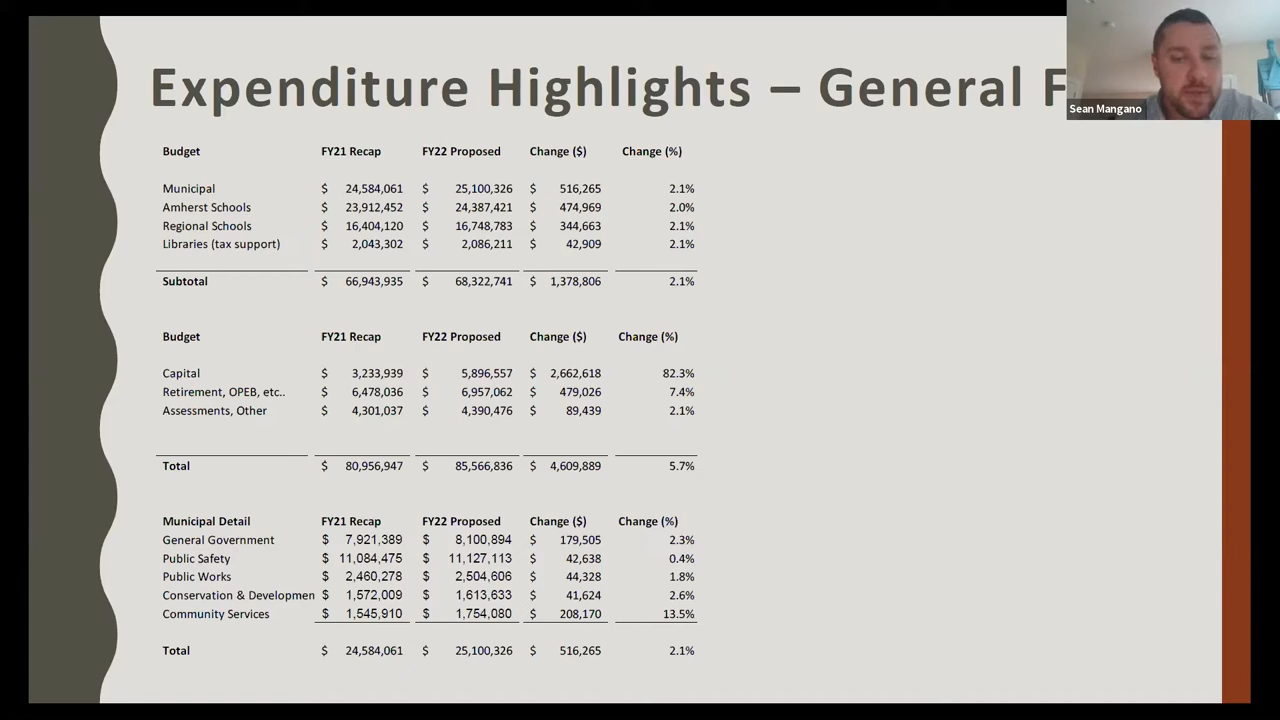 Expenditure Highlights – General F
Sean Mangano
Budget FY21 Recap FY22 Proposed Change ($) Change (%)
Municipal $ 24,584,061 $ 25,100,326 $ 516,265 2.1%
Amherst Schools $ 23,912,452 $ 24,387,421 $ 474,969 2.0%
Regional Schools $ 16,404,120 $ 16,748,783 $ 344,663 2.1%
Libraries (tax support) $ 2,043,302 $ 2,086,211 $ 42,909 2.1%
Subtotal $ 66,943,935 $ 68,322,741 $ 1,378,806 2.1%
Budget FY21 Recap FY22 Proposed Change ($) Change (%)
Capital $ 3,233,939 $ 5,896,557 $ 2,662,618 82.3%
Retirement, OPEB, etc.. $ 6,478,036 $ 6,957,062 $ 479,026 7.4%
Assessments, Other $ 4,301,037 $ 4,390,476 $ 89,439 2.1%
Total $ 80,956,947 $ 85,566,836 $ 4,609,889 5.7%
Municipal Detail FY21 Recap FY22 Proposed Change ($) Change (%)
General Government $ 7,921,389 $ 8,100,894 $ 179,505 2.3%
Public Safety $ 11,084,475 $ 11,127,113 $ 42,638 0.4%
Public Works $ 2,460,278 $ 2,504,606 $ 44,328 1.8%
Conservation & Developmen $ 1,572,009 $ 1,613,633 $ 41,624 2.6%
Community Services $ 1,545,910 $ 1,754,080 $ 208,170 13.5%
Total $ 24,584,061 $ 25,100,326 $ 516,265 2.1%